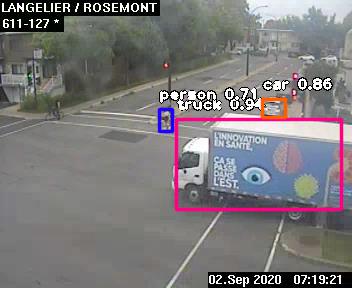 LANGELIER / ROSEMONT
611-127 *
car 0.86
person 0.71
truck 0.94
L'INNOVATION
EN SANTÉ,
ÇA SE
PASSE
DANS
L'EST.
02.Sep 2020 07:19:21